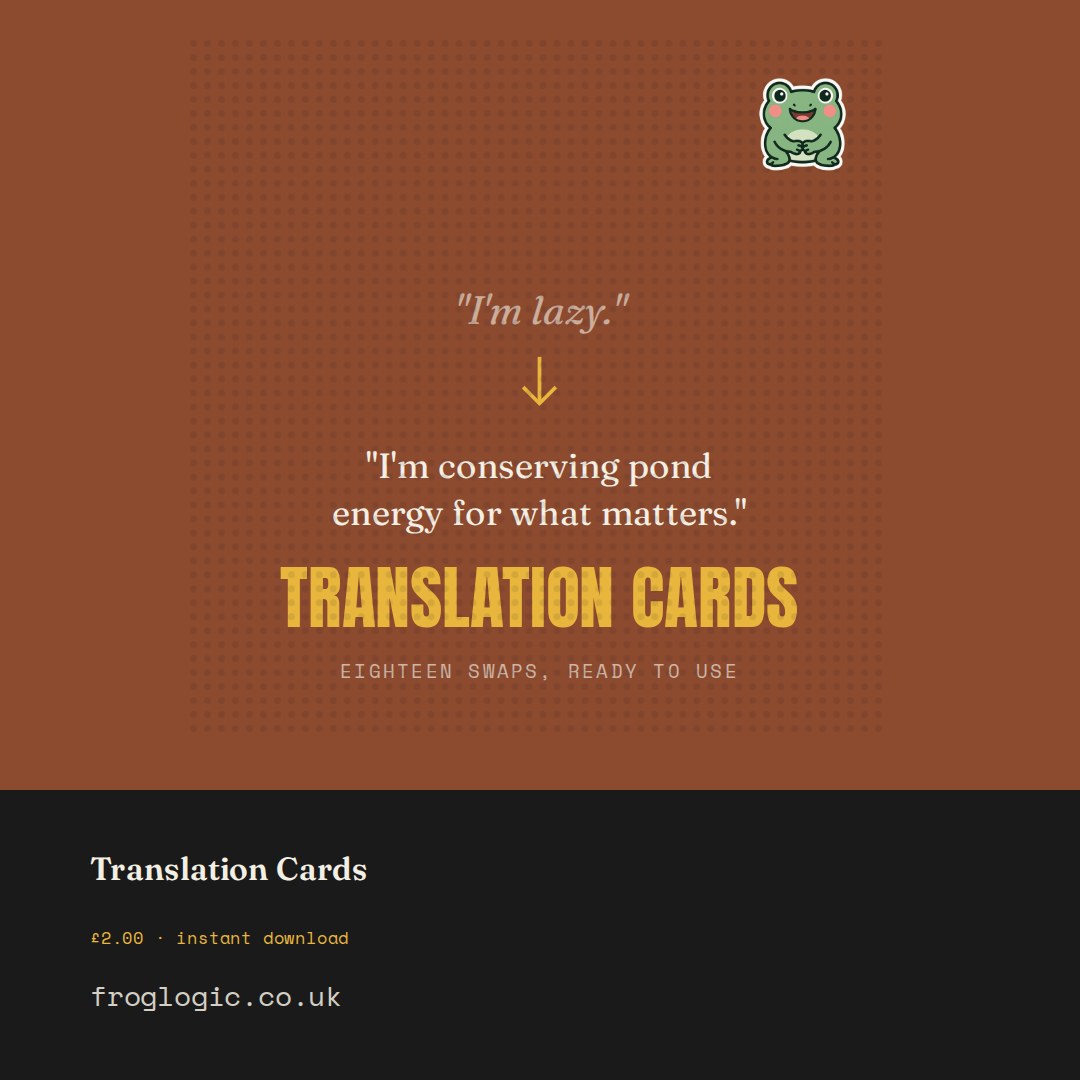 "I'm lazy."
"I'm conserving pond
energy for what matters."
TRANSLATION CARDS
EIGHTEEN SWAPS, READY TO USE
Translation Cards
£2.00 · instant download
froglogic.co.uk